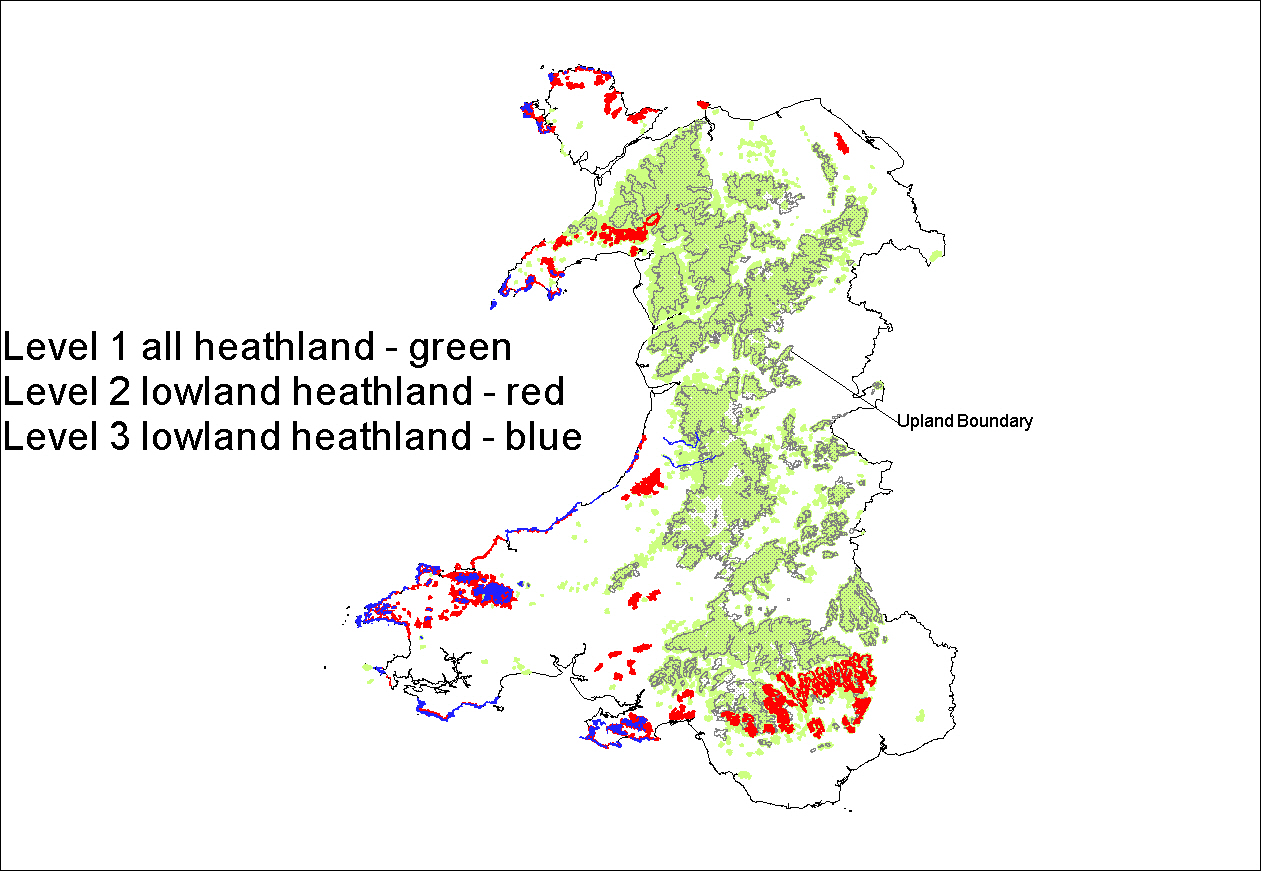 Level 1 all heathland - green
Level 2 lowland heathland - red
Level 3 lowland heathland - blue
Upland Boundary